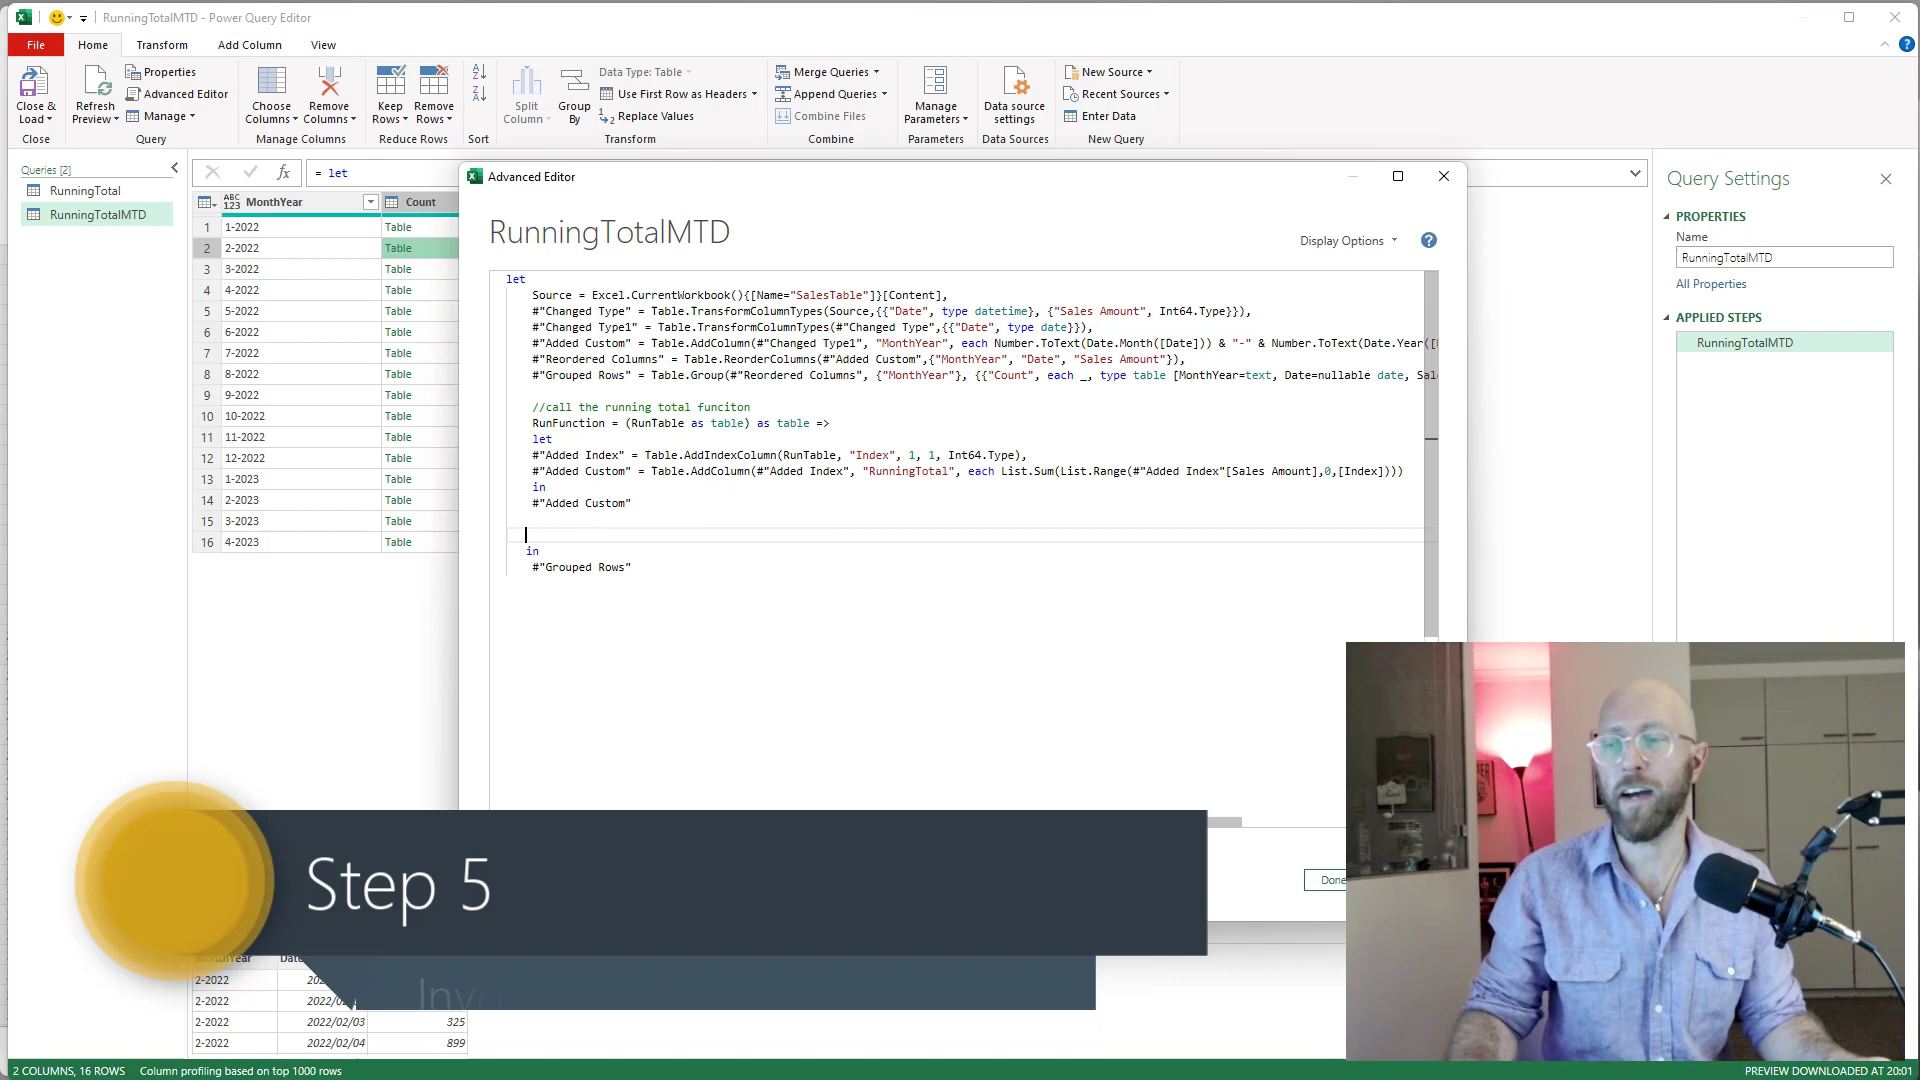 RunningTotalMTD - Power Query Editor
File Home Transform Add Column View
Close & Load
Close
Refresh Preview
Properties
Advanced Editor
Manage
Query
Choose Columns
Remove Columns
Manage Columns
Keep Rows
Remove Rows
Reduce Rows
Sort
Split Column
Group By
Data Type: Table
Use First Row as Headers
Replace Values
Transform
Merge Queries
Append Queries
Combine Files
Combine
Manage Parameters
Parameters
Data source settings
Data Sources
New Source
Recent Sources
Enter Data
New Query
Queries [2]
RunningTotal
RunningTotalMTD
fx = let
ABC 123 MonthYear Count
1 1-2022 Table
2 2-2022 Table
3 3-2022 Table
4 4-2022 Table
5 5-2022 Table
6 6-2022 Table
7 7-2022 Table
8 8-2022 Table
9 9-2022 Table
10 10-2022 Table
11 11-2022 Table
12 12-2022 Table
13 1-2023 Table
14 2-2023 Table
15 3-2023 Table
16 4-2023 Table
Advanced Editor
RunningTotalMTD
Display Options
let
Source = Excel.CurrentWorkbook(){[Name="SalesTable"]}[Content],
#"Changed Type" = Table.TransformColumnTypes(Source,{{"Date", type datetime}, {"Sales Amount", Int64.Type}}),
#"Changed Type1" = Table.TransformColumnTypes(#"Changed Type",{{"Date", type date}}),
#"Added Custom" = Table.AddColumn(#"Changed Type1", "MonthYear", each Number.ToText(Date.Month([Date])) & "-" & Number.ToText(Date.Year([
#"Reordered Columns" = Table.ReorderColumns(#"Added Custom",{"MonthYear", "Date", "Sales Amount"}),
#"Grouped Rows" = Table.Group(#"Reordered Columns", {"MonthYear"}, {{"Count", each _, type table [MonthYear=text, Date=nullable date, Sal
//call the running total funciton
RunFunction = (RunTable as table) as table =>
let
#"Added Index" = Table.AddIndexColumn(RunTable, "Index", 1, 1, Int64.Type),
#"Added Custom" = Table.AddColumn(#"Added Index", "RunningTotal", each List.Sum(List.Range(#"Added Index"[Sales Amount],0,[Index])))
in
#"Added Custom"
in
#"Grouped Rows"
Done
Query Settings
PROPERTIES
Name
RunningTotalMTD
All Properties
APPLIED STEPS
RunningTotalMTD
Step 5
2-2022
2-2022
2-2022 2022/02/03 325
2-2022 2022/02/04 899
2 COLUMNS, 16 ROWS Column profiling based on top 1000 rows
PREVIEW DOWNLOADED AT 20:01